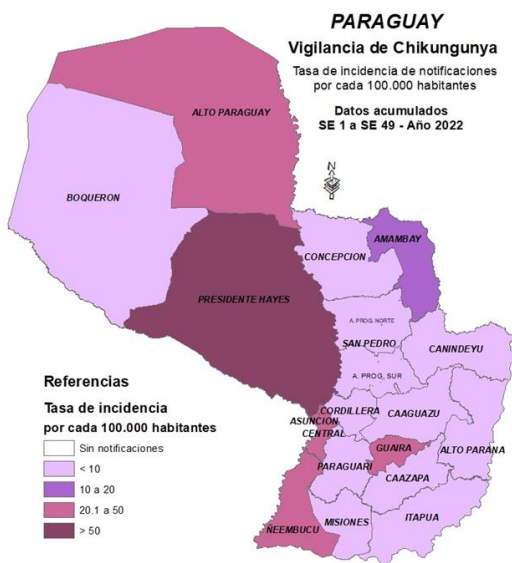 PARAGUAY
Vigilancia de Chikungunya
Tasa de incidencia de notificaciones
por cada 100.000 habitantes
Datos acumulados
SE 1 a SE 49 - Año 2022
N
ALTO PARAGUAY
BOQUERON
AMAMBAY
CONCEPCION
PRESIDENTE HAYES
A. PROG. NORTE
SAN PEDRO
CANINDEYU
A. PROG. SUR
CORDILLERA
CAAGUAZU
ASUNCION
CENTRAL
GUAIRA
ALTO PARANA
PARAGUARI
CAAZAPA
ÑEEMBUCU
MISIONES
ITAPUA
Referencias
Tasa de incidencia
por cada 100.000 habitantes
Sin notificaciones
< 10
10 a 20
20.1 a 50
> 50